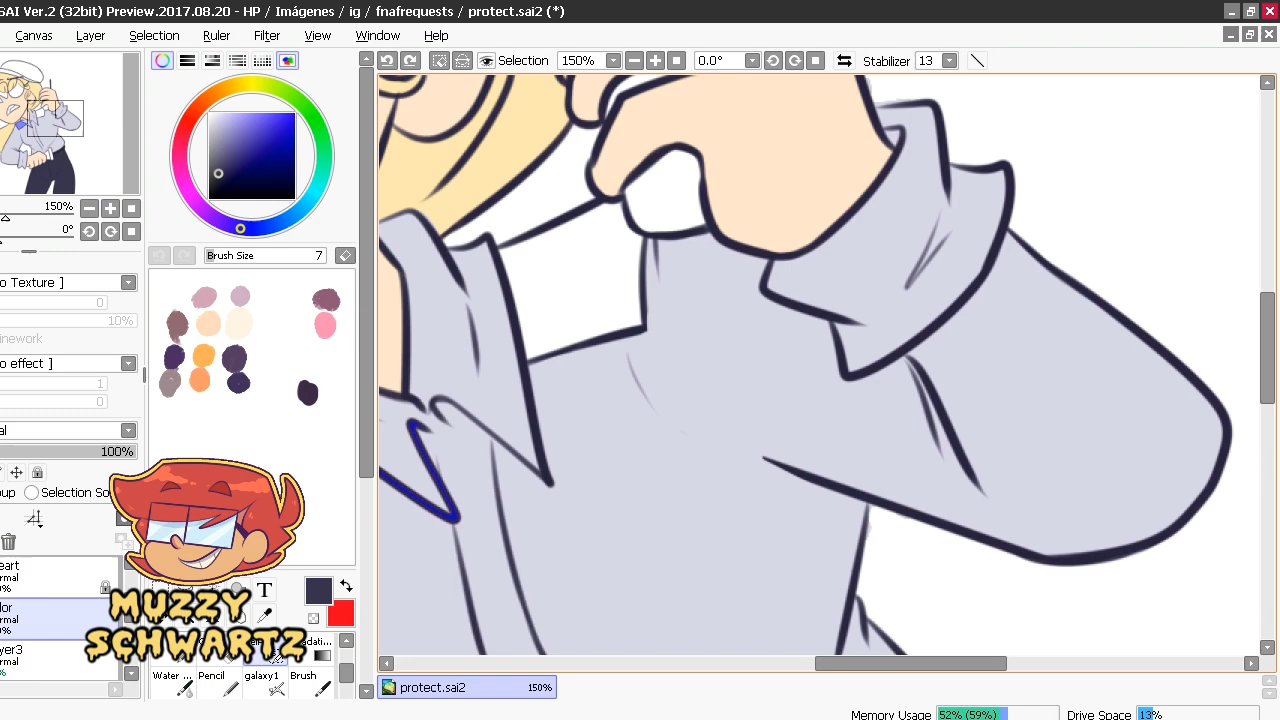 SAI Ver.2 (32bit) Preview.2017.08.20 - HP / Imágenes / ig / fnafrequests / protect.sai2 (*)
Canvas Layer Selection Ruler Filter View Window Help
Selection 150% 0.0° Stabilizer 13
150%
0°
Brush Size 7
o Texture ]
0
10%
inework
o effect ]
1
0
al
100%
oup Selection So
eart
rmal
0%
lor
rmal
0%
yer3
rmal
%
T
MUZZY
SCHWARTZ
Water ... Pencil galaxy1 Brush
protect.sai2 150%
Memory Usage 52% (59%) Drive Space 13%